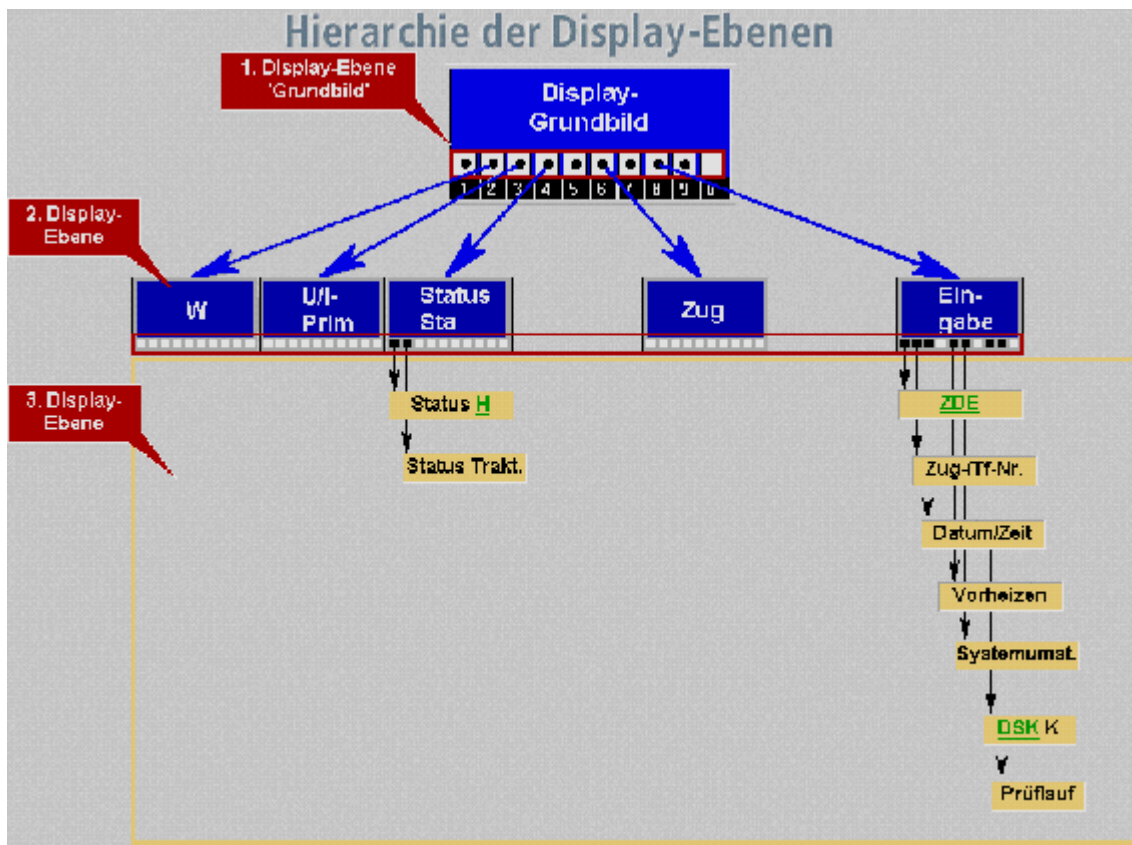 Hierarchie der Display-Ebenen
1. Display-Ebene
'Grundbild'
Display-
Grundbild
1 2 3 4 5 6 7 8 9 0
2. Display-
Ebene
W
U/I-
Prim
Status
Sta
Zug
Ein-
gabe
3. Display-
Ebene
Status H
ZDE
Status Trakt.
Zug-/Tf-Nr.
Datum/Zeit
Vorheizen
Systemumst.
DSK K
Prüflauf